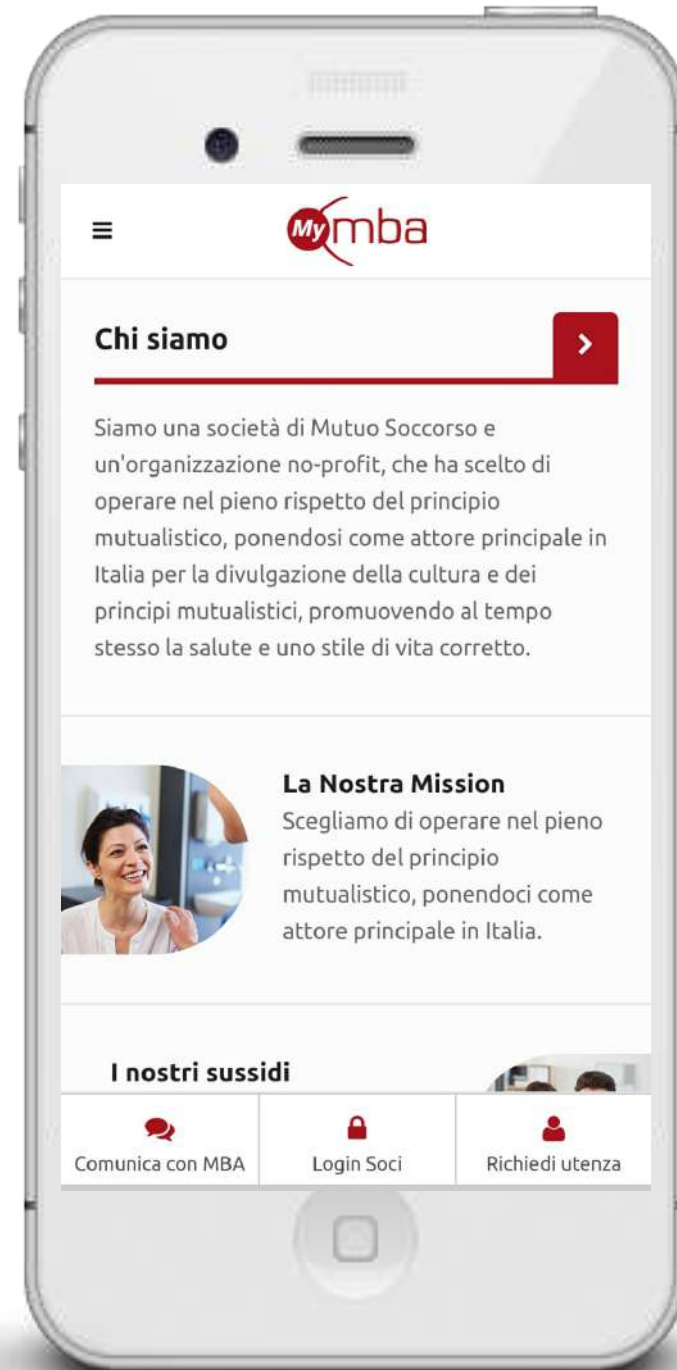 My mba
Chi siamo
Siamo una società di Mutuo Soccorso e
un'organizzazione no-profit, che ha scelto di
operare nel pieno rispetto del principio
mutualistico, ponendosi come attore principale in
Italia per la divulgazione della cultura e dei
principi mutualistici, promuovendo al tempo
stesso la salute e uno stile di vita corretto.
La Nostra Mission
Scegliamo di operare nel pieno
rispetto del principio
mutualistico, ponendoci come
attore principale in Italia.
I nostri sussidi
Comunica con MBA
Login Soci
Richiedi utenza